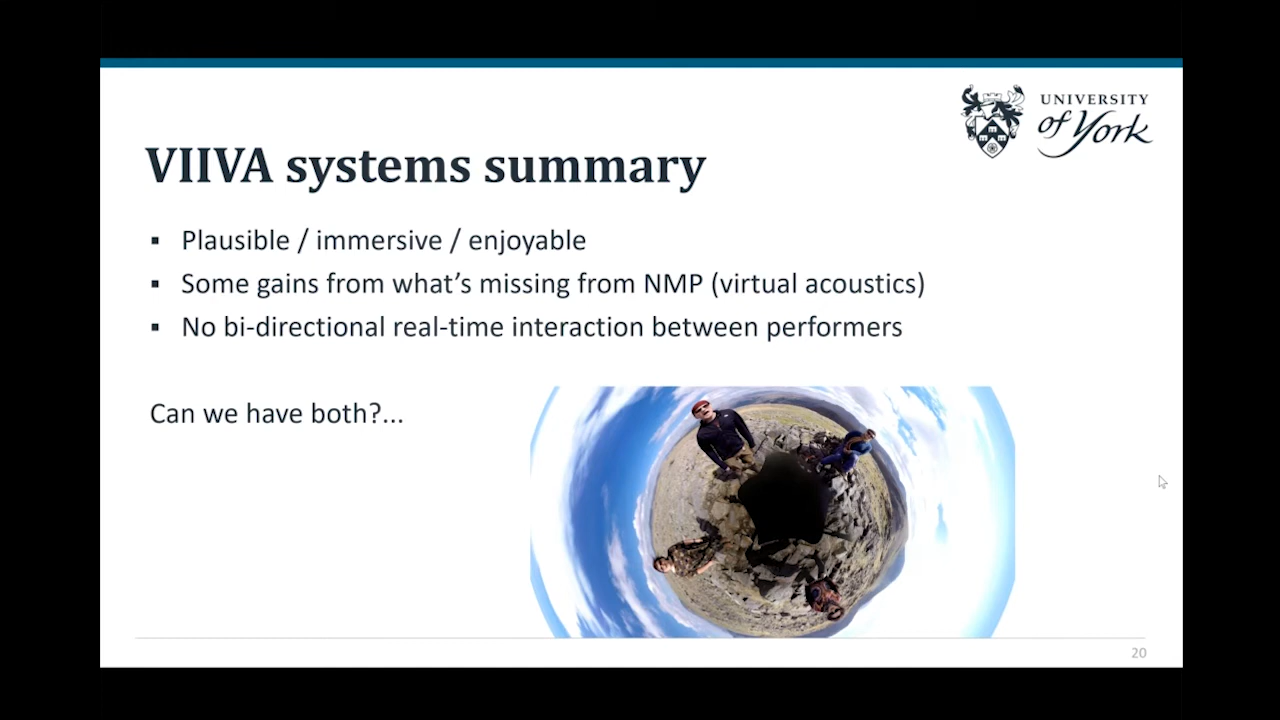 UNIVERSITY
of York
VIIVA systems summary
▪ Plausible / immersive / enjoyable
▪ Some gains from what’s missing from NMP (virtual acoustics)
▪ No bi-directional real-time interaction between performers
Can we have both?...
20